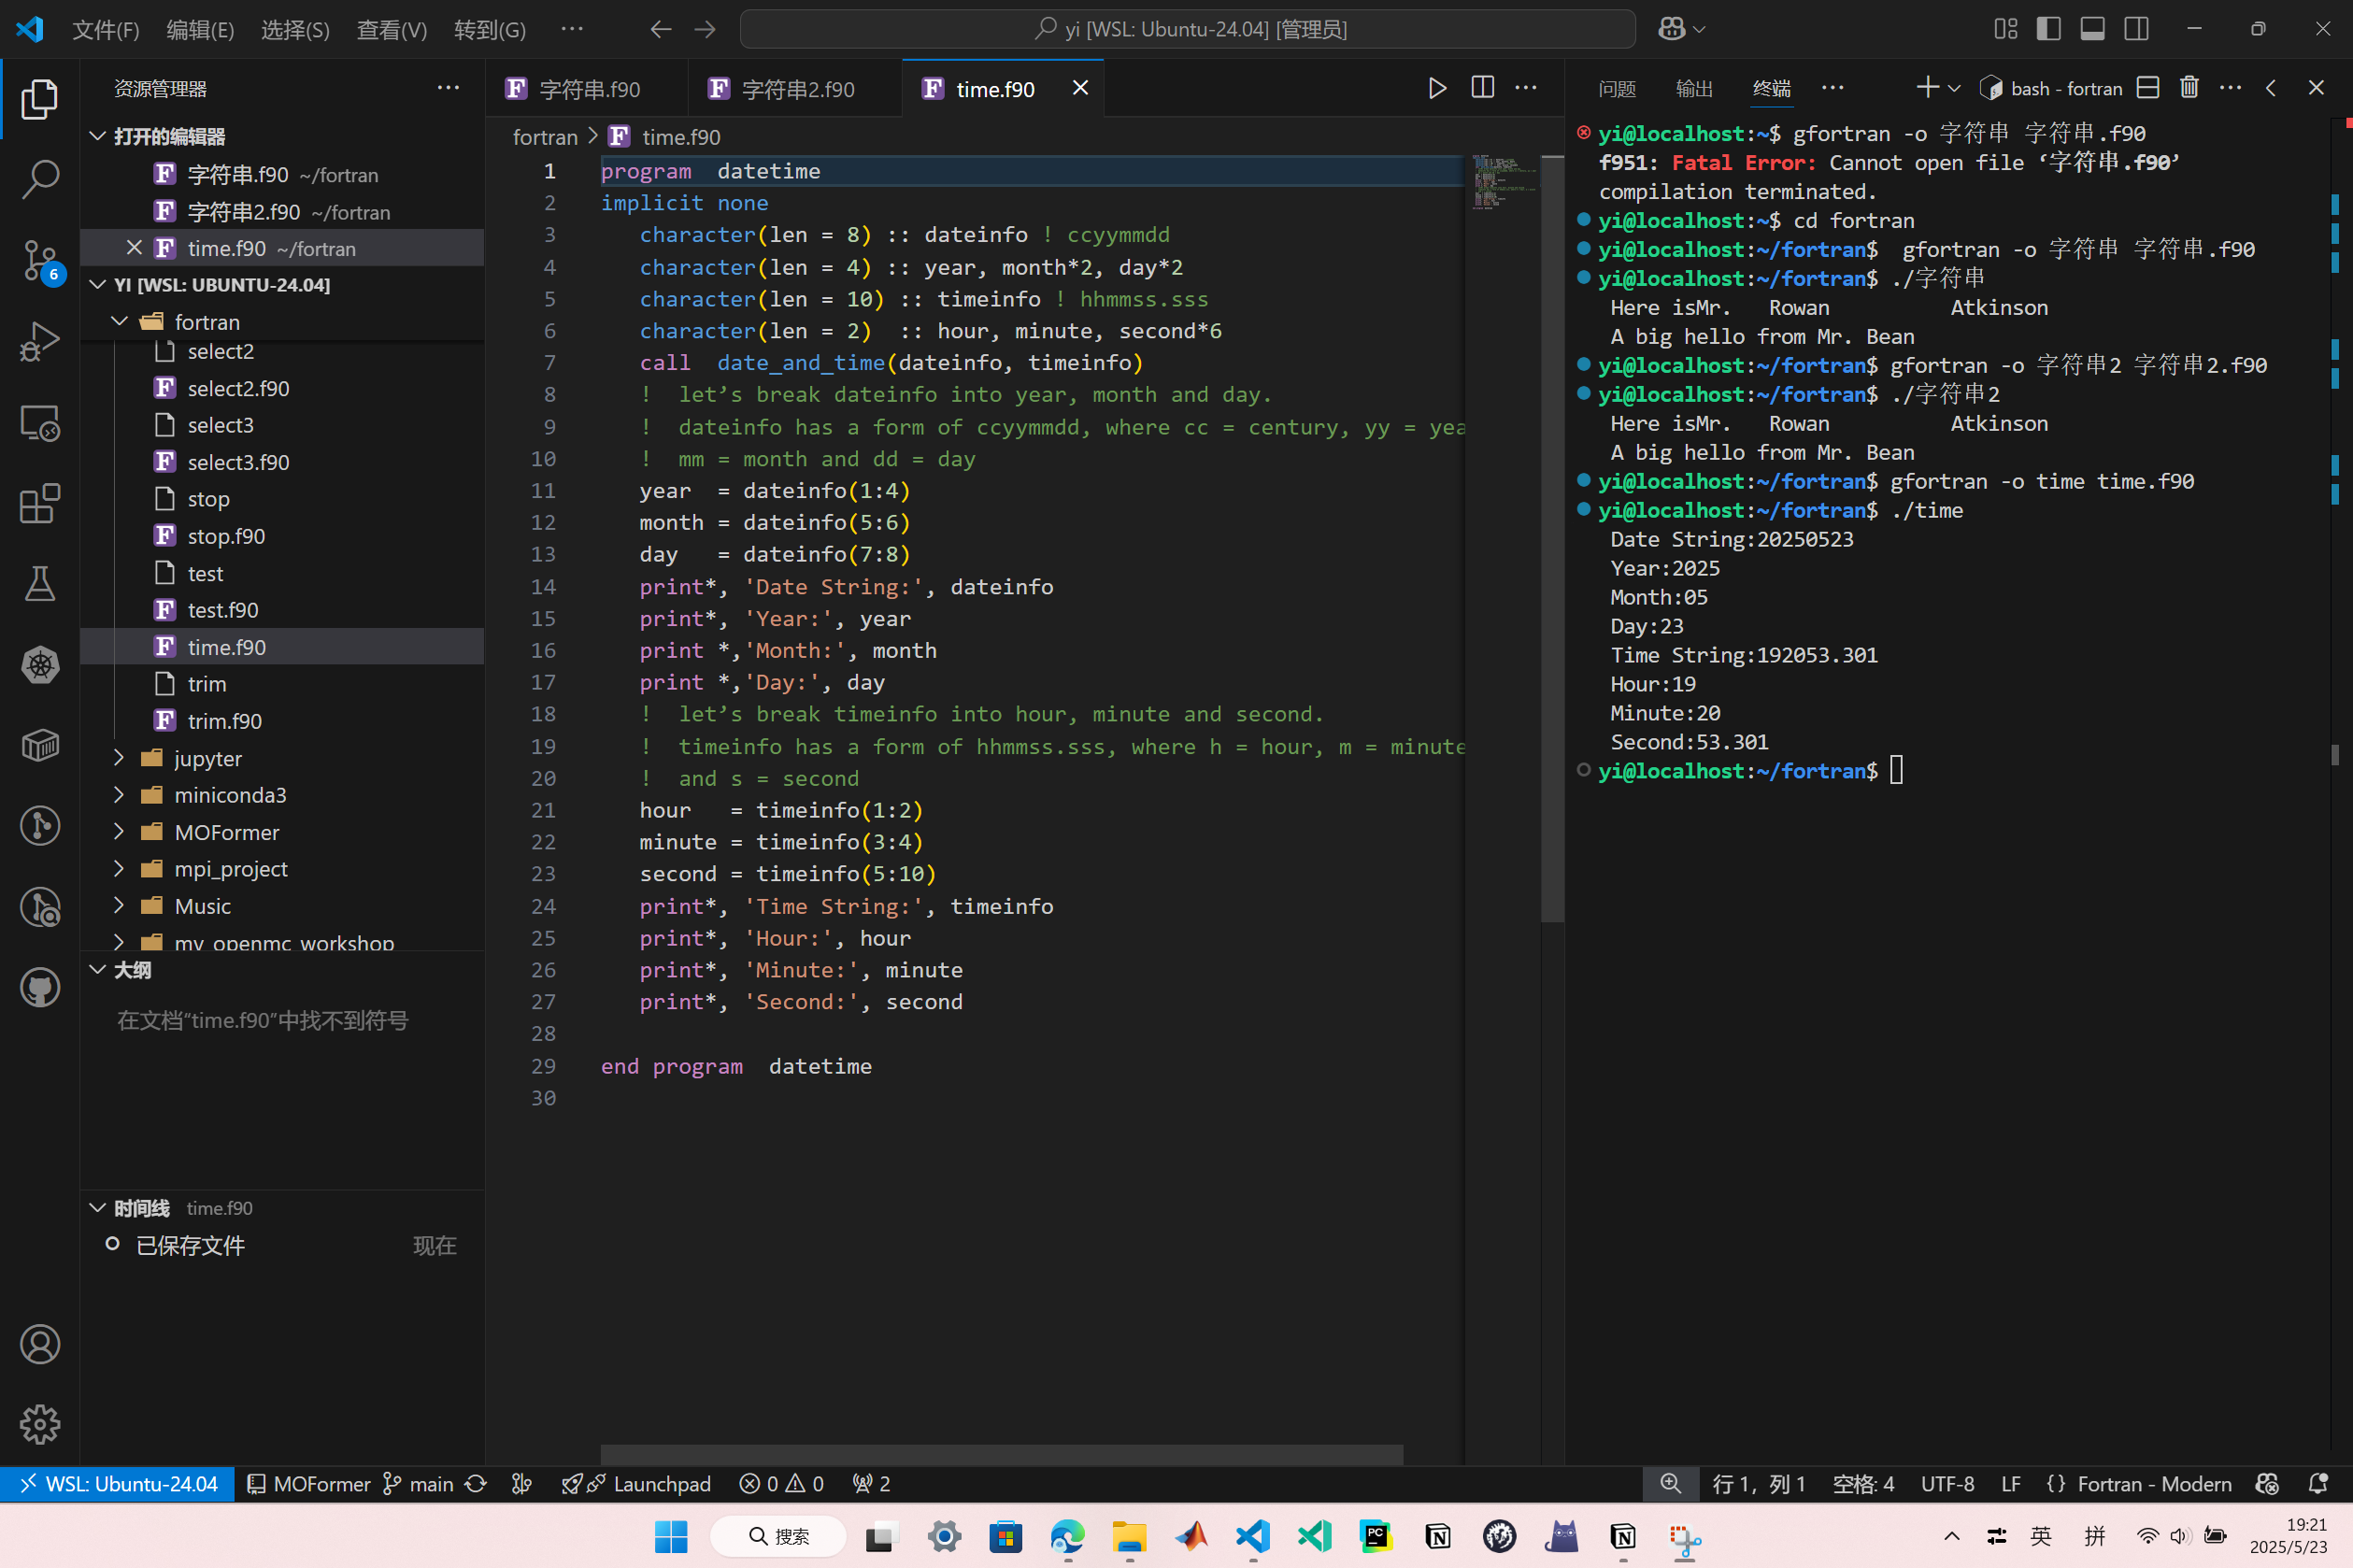 文件(F) 编辑(E) 选择(S) 查看(V) 转到(G) ···
yi [WSL: Ubuntu-24.04] [管理员]
资源管理器
打开的编辑器
字符串.f90 ~/fortran
字符串2.f90 ~/fortran
time.f90 ~/fortran
6
YI [WSL: UBUNTU-24.04]
fortran
select2
select2.f90
select3
select3.f90
stop
stop.f90
test
test.f90
time.f90
trim
trim.f90
jupyter
miniconda3
MOFormer
mpi_project
Music
my_openmc_workshop
大纲
在文档“time.f90”中找不到符号
时间线 time.f90
已保存文件 现在
字符串.f90 字符串2.f90 time.f90
fortran > time.f90
1 program  datetime
2 implicit none
3    character(len = 8) :: dateinfo ! ccyymmdd
4    character(len = 4) :: year, month*2, day*2
5    character(len = 10) :: timeinfo ! hhmmss.sss
6    character(len = 2)  :: hour, minute, second*6
7    call  date_and_time(dateinfo, timeinfo)
8    !  let’s break dateinfo into year, month and day.
9    !  dateinfo has a form of ccyymmdd, where cc = century, yy = yea
10    !  mm = month and dd = day
11    year  = dateinfo(1:4)
12    month = dateinfo(5:6)
13    day   = dateinfo(7:8)
14    print*, 'Date String:', dateinfo
15    print*, 'Year:', year
16    print *,'Month:', month
17    print *,'Day:', day
18    !  let’s break timeinfo into hour, minute and second.
19    !  timeinfo has a form of hhmmss.sss, where h = hour, m = minute
20    !  and s = second
21    hour   = timeinfo(1:2)
22    minute = timeinfo(3:4)
23    second = timeinfo(5:10)
24    print*, 'Time String:', timeinfo
25    print*, 'Hour:', hour
26    print*, 'Minute:', minute
27    print*, 'Second:', second
28
29 end program  datetime
30
问题 输出 终端 ··· bash - fortran
yi@localhost:~$ gfortran -o 字符串 字符串.f90
f951: Fatal Error: Cannot open file ‘字符串.f90’
compilation terminated.
yi@localhost:~$ cd fortran
yi@localhost:~/fortran$  gfortran -o 字符串 字符串.f90
yi@localhost:~/fortran$ ./字符串
Here isMr.   Rowan          Atkinson
A big hello from Mr. Bean
yi@localhost:~/fortran$ gfortran -o 字符串2 字符串2.f90
yi@localhost:~/fortran$ ./字符串2
Here isMr.   Rowan          Atkinson
A big hello from Mr. Bean
yi@localhost:~/fortran$ gfortran -o time time.f90
yi@localhost:~/fortran$ ./time
Date String:20250523
Year:2025
Month:05
Day:23
Time String:192053.301
Hour:19
Minute:20
Second:53.301
yi@localhost:~/fortran$
WSL: Ubuntu-24.04 MOFormer main Launchpad 0 0 2 行 1，列 1 空格: 4 UTF-8 LF {} Fortran - Modern
搜索 PC 英 拼 19:21
2025/5/23